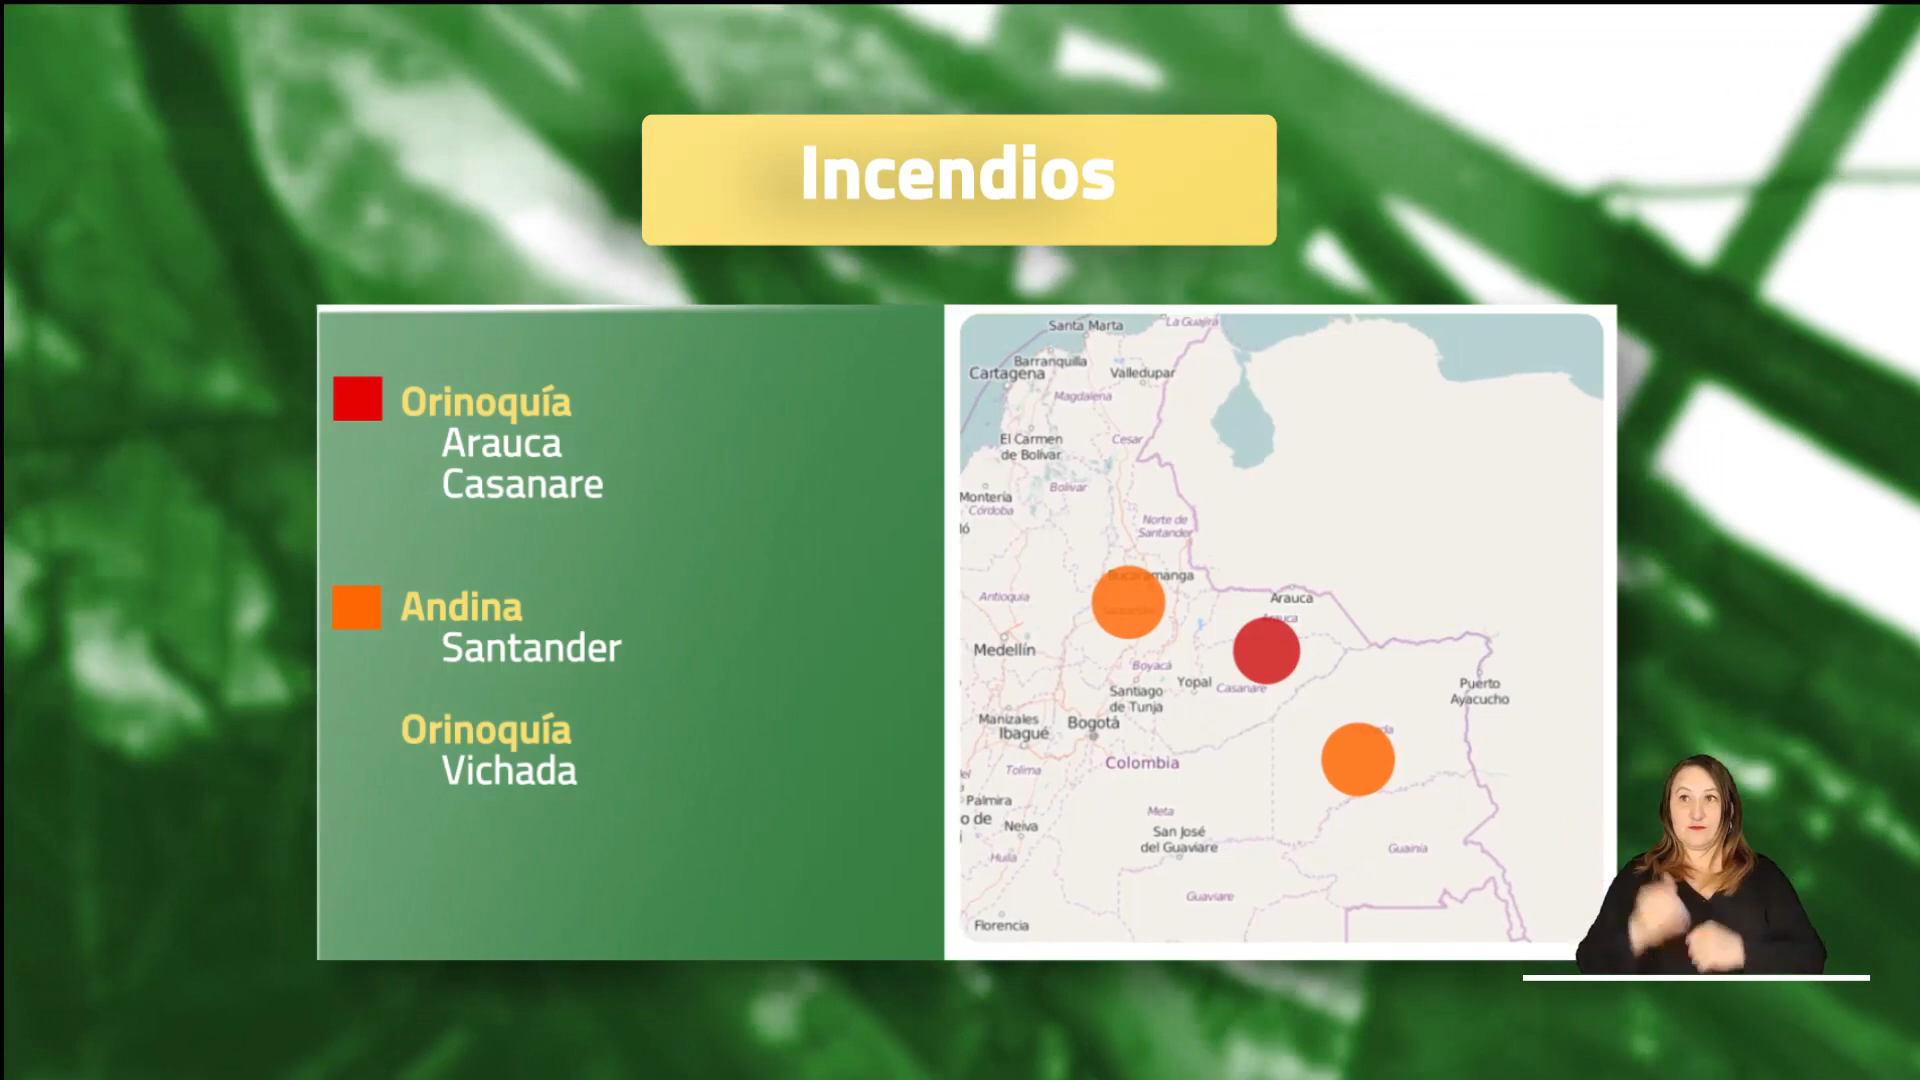 Incendios
Orinoquía
Arauca
Casanare
Andina
Santander
Orinoquía
Vichada
Santa Marta
La Guajira
Barranquilla
Cartagena
Valledupar
Magdalena
El Carmen
de Bolívar
Cesar
Bolívar
Montería
Córdoba
Norte de
Santander
Bucaramanga
Antioquia
Arauca
Medellín
Boyacá
Yopal
Casanare
Santiago
de Tunja
Puerto
Ayacucho
Manizales
Ibagué
Bogotá
Tolima
Colombia
Palmira
o de
Neiva
Meta
San José
del Guaviare
Huila
Guainía
Guaviare
Florencia